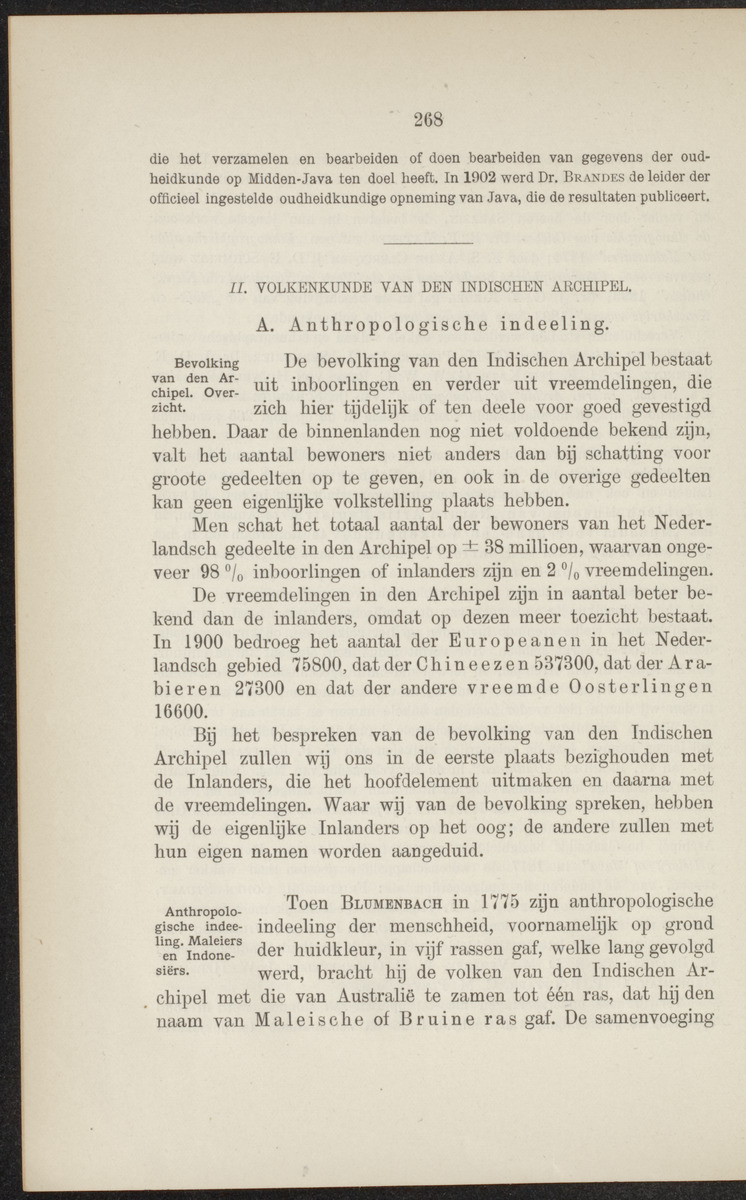 268
die het verzamelen en bearbeiden of doen bearbeiden van gegevens der oud-
heidkunde op Midden-Java ten doel heeft. In 1902 werd Dr. BRANDES de leider der
officieel ingestelde oudheidkundige opneming van Java, die de resultaten publiceert.
II. VOLKENKUNDE VAN DEN INDISCHEN ARCHIPEL.
A. Anthropologische indeeling.
Bevolking
van den Ar-
chipel. Over-
zicht.
De bevolking van den Indischen Archipel bestaat
uit inboorlingen en verder uit vreemdelingen, die
zich hier tijdelijk of ten deele voor goed gevestigd
hebben. Daar de binnenlanden nog niet voldoende bekend zijn,
valt het aantal bewoners niet anders dan bij schatting voor
groote gedeelten op te geven, en ook in de overige gedeelten
kan geen eigenlijke volkstelling plaats hebben.
Men schat het totaal aantal der bewoners van het Neder-
landsch gedeelte in den Archipel op ± 38 millioen, waarvan onge-
veer 98 % inboorlingen of inlanders zijn en 2 % vreemdelingen.
De vreemdelingen in den Archipel zijn in aantal beter be-
kend dan de inlanders, omdat op dezen meer toezicht bestaat.
In 1900 bedroeg het aantal der Europeanen in het Neder-
landsch gebied 75800, dat der Chineezen 537300, dat der Ara-
bieren 27300 en dat der andere vreemde Oosterlingen
16600.
Bij het bespreken van de bevolking van den Indischen
Archipel zullen wij ons in de eerste plaats bezighouden met
de Inlanders, die het hoofdelement uitmaken en daarna met
de vreemdelingen. Waar wij van de bevolking spreken, hebben
wij de eigenlijke Inlanders op het oog; de andere zullen met
hun eigen namen worden aangeduid.
Anthropolo-
gische indee-
ling. Maleiers
en Indone-
siërs.
Toen BLUMENBACH in 1775 zijn anthropologische
indeeling der menschheid, voornamelijk op grond
der huidkleur, in vijf rassen gaf, welke lang gevolgd
werd, bracht hij de volken van den Indischen Ar-
chipel met die van Australië te zamen tot één ras, dat hij den
naam van Maleische of Bruine ras gaf. De samenvoeging